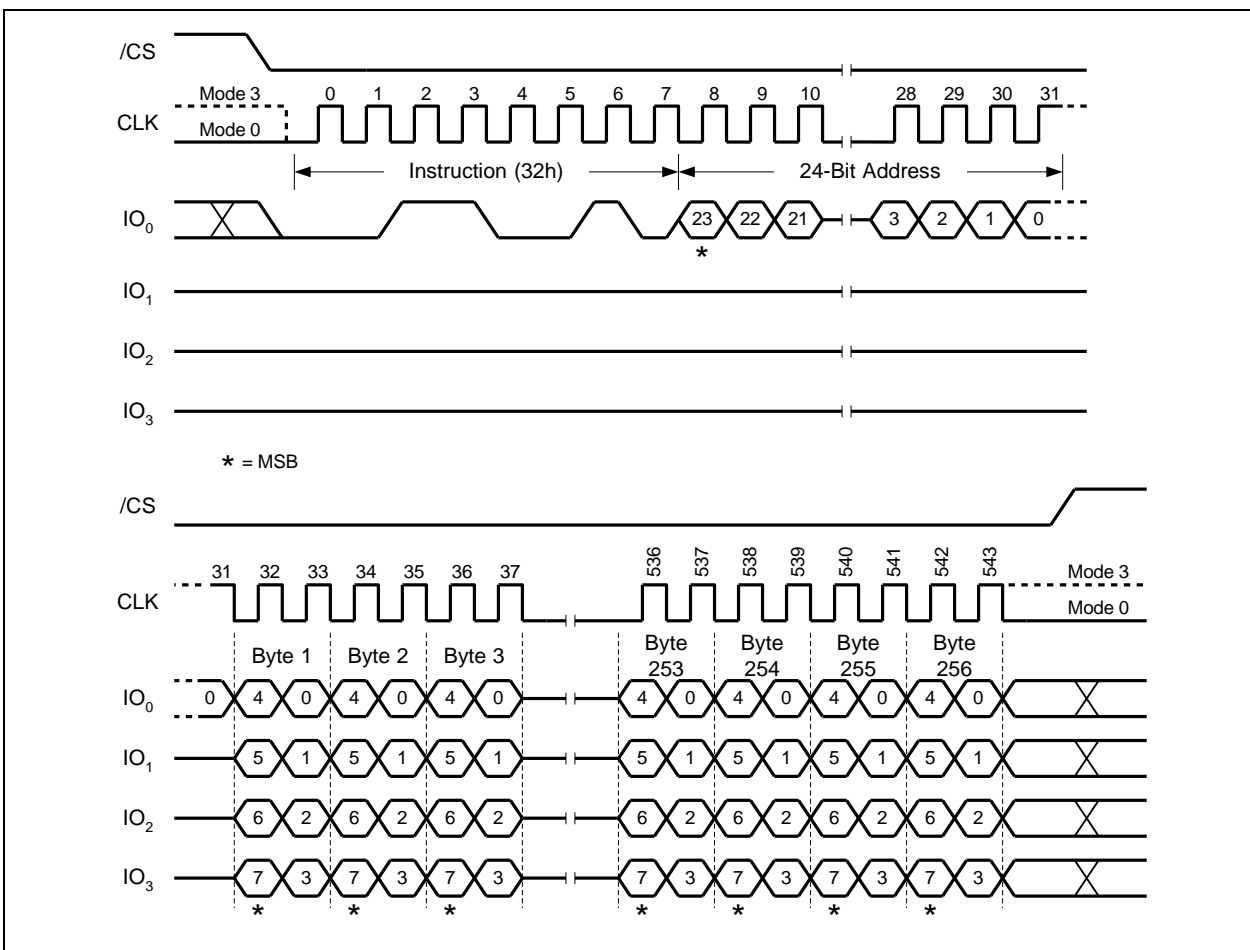 /CS
Mode 3 0 1 2 3 4 5 6 7 8 9 10 28 29 30 31
CLK
Mode 0
Instruction (32h) 24-Bit Address
IO0 23 22 21 3 2 1 0
*
IO1
IO2
IO3
* = MSB
/CS
31 32 33 34 35 36 37 536 537 538 539 540 541 542 543
Mode 3
CLK
Mode 0
Byte 1 Byte 2 Byte 3 Byte 253 Byte 254 Byte 255 Byte 256
IO0 0 4 0 4 0 4 0 4 0 4 0 4 0 4 0
IO1 5 1 5 1 5 1 5 1 5 1 5 1 5 1
IO2 6 2 6 2 6 2 6 2 6 2 6 2 6 2
IO3 7 3 7 3 7 3 7 3 7 3 7 3 7 3
* * * * * * *